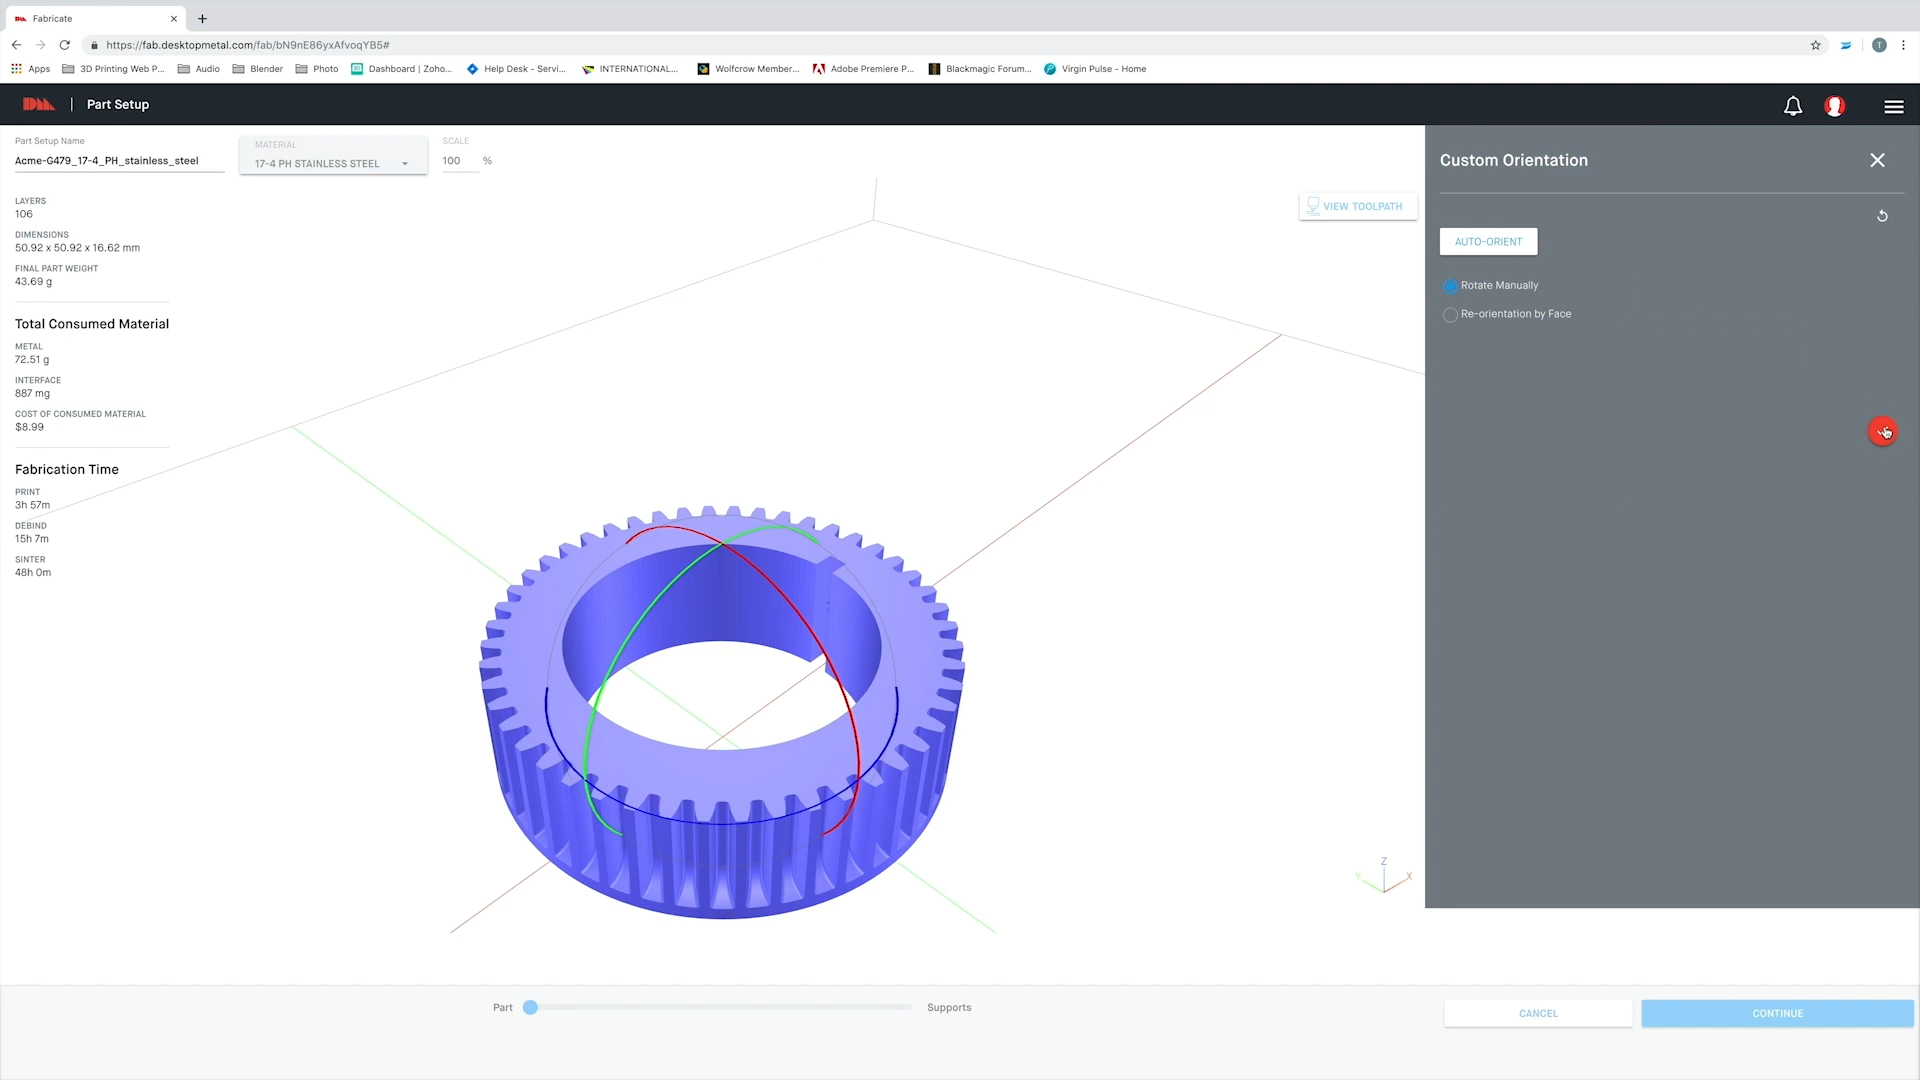 Fabricate
https://fab.desktopmetal.com/fab/bN9nE86yxAfvoqYB5#
T
Apps 3D Printing Web P... Audio Blender Photo Dashboard | Zoho... Help Desk - Servi... INTERNATIONAL... Wolfcrow Member... Adobe Premiere P... Blackmagic Forum... Virgin Pulse - Home
Part Setup
Part Setup Name
Acme-G479_17-4_PH_stainless_steel
MATERIAL
17-4 PH STAINLESS STEEL
SCALE
100 %
LAYERS
106
DIMENSIONS
50.92 x 50.92 x 16.62 mm
FINAL PART WEIGHT
43.69 g
Total Consumed Material
METAL
72.51 g
INTERFACE
887 mg
COST OF CONSUMED MATERIAL
$8.99
Fabrication Time
PRINT
3h 57m
DEBIND
15h 7m
SINTER
48h 0m
VIEW TOOLPATH
Z
Y
X
Custom Orientation
AUTO-ORIENT
Rotate Manually
Re-orientation by Face
Part
Supports
CANCEL
CONTINUE